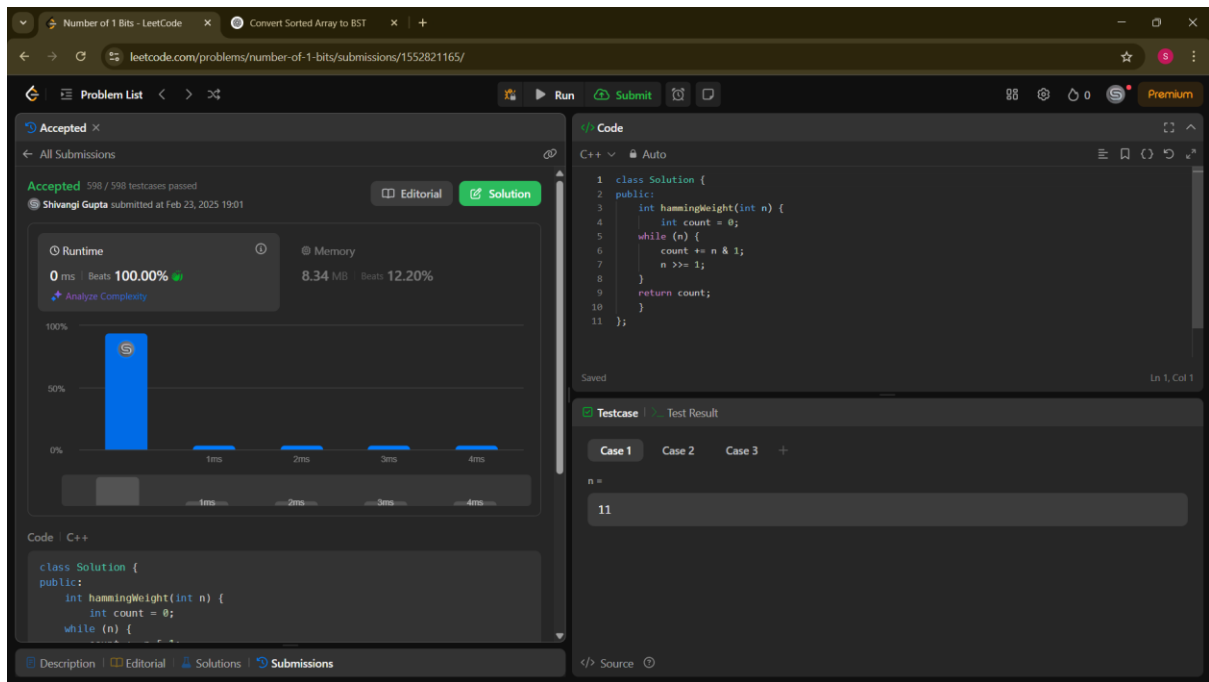 Number of 1 Bits - LeetCode
Convert Sorted Array to BST
leetcode.com/problems/number-of-1-bits/submissions/1552821165/
S
Problem List
Run
Submit
0
Premium
Accepted
All Submissions
Accepted 598 / 598 testcases passed
Shivangi Gupta submitted at Feb 23, 2025 19:01
Editorial
Solution
Runtime
0 ms | Beats 100.00%
Analyze Complexity
Memory
8.34 MB | Beats 12.20%
100%
50%
0%
1ms 2ms 3ms 4ms
1ms 2ms 3ms 4ms
Code | C++
class Solution {
public:
int hammingWeight(int n) {
int count = 0;
while (n) {
Description | Editorial | Solutions | Submissions
</> Code
C++ Auto
1 class Solution {
2 public:
3 int hammingWeight(int n) {
4 int count = 0;
5 while (n) {
6 count += n & 1;
7 n >>= 1;
8 }
9 return count;
10 }
11 };
Saved
Ln 1, Col 1
Testcase | >_ Test Result
Case 1 Case 2 Case 3 +
n =
11
</> Source